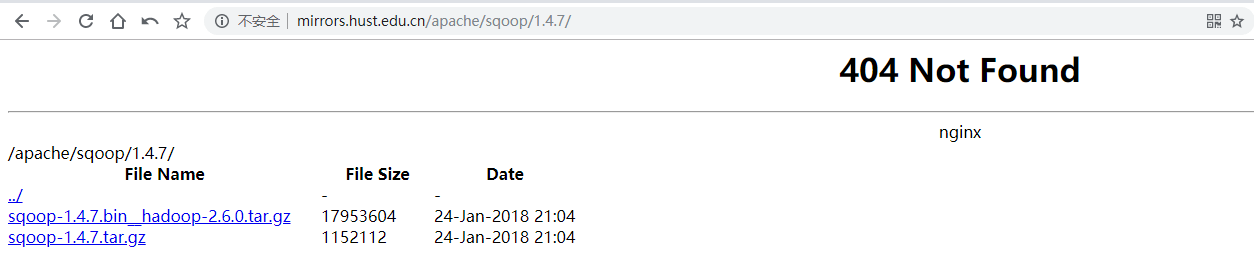 不安全 mirrors.hust.edu.cn/apache/sqoop/1.4.7/
404 Not Found
nginx
/apache/sqoop/1.4.7/
File Name File Size Date
../ - -
sqoop-1.4.7.bin__hadoop-2.6.0.tar.gz 17953604 24-Jan-2018 21:04
sqoop-1.4.7.tar.gz 1152112 24-Jan-2018 21:04